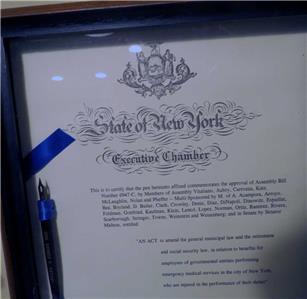 State of New York
Executive Chamber
This is to certify that the pen hereunto affixed commemorates the approval of Assembly Bill
Number 4947 C, by Members of Assembly Vitaliano, Aubry, Carrozza, Katz,
McLaughlin, Nolan and Pheffer -- Multi-Sponsored by M. of A. Acampora, Arroyo,
Bea, Boyland, D. Butler, Clark, Crowley, Denis, Diaz, DiNapoli, Dinowitz, Espaillat,
Feldman, Gottfried, Kaufman, Klein, Lentol, Lopez, Norman, Ortiz, Ramirez, Rivera,
Scarborough, Stringer, Towns, Weinstein and Weisenberg; and in Senate by Senator
Maltese, entitled:
"AN ACT to amend the general municipal law and the retirement
and social security law, in relation to benefits for
employees of governmental entities performing
emergency medical services in the city of New York,
who are injured in the performance of their duties"